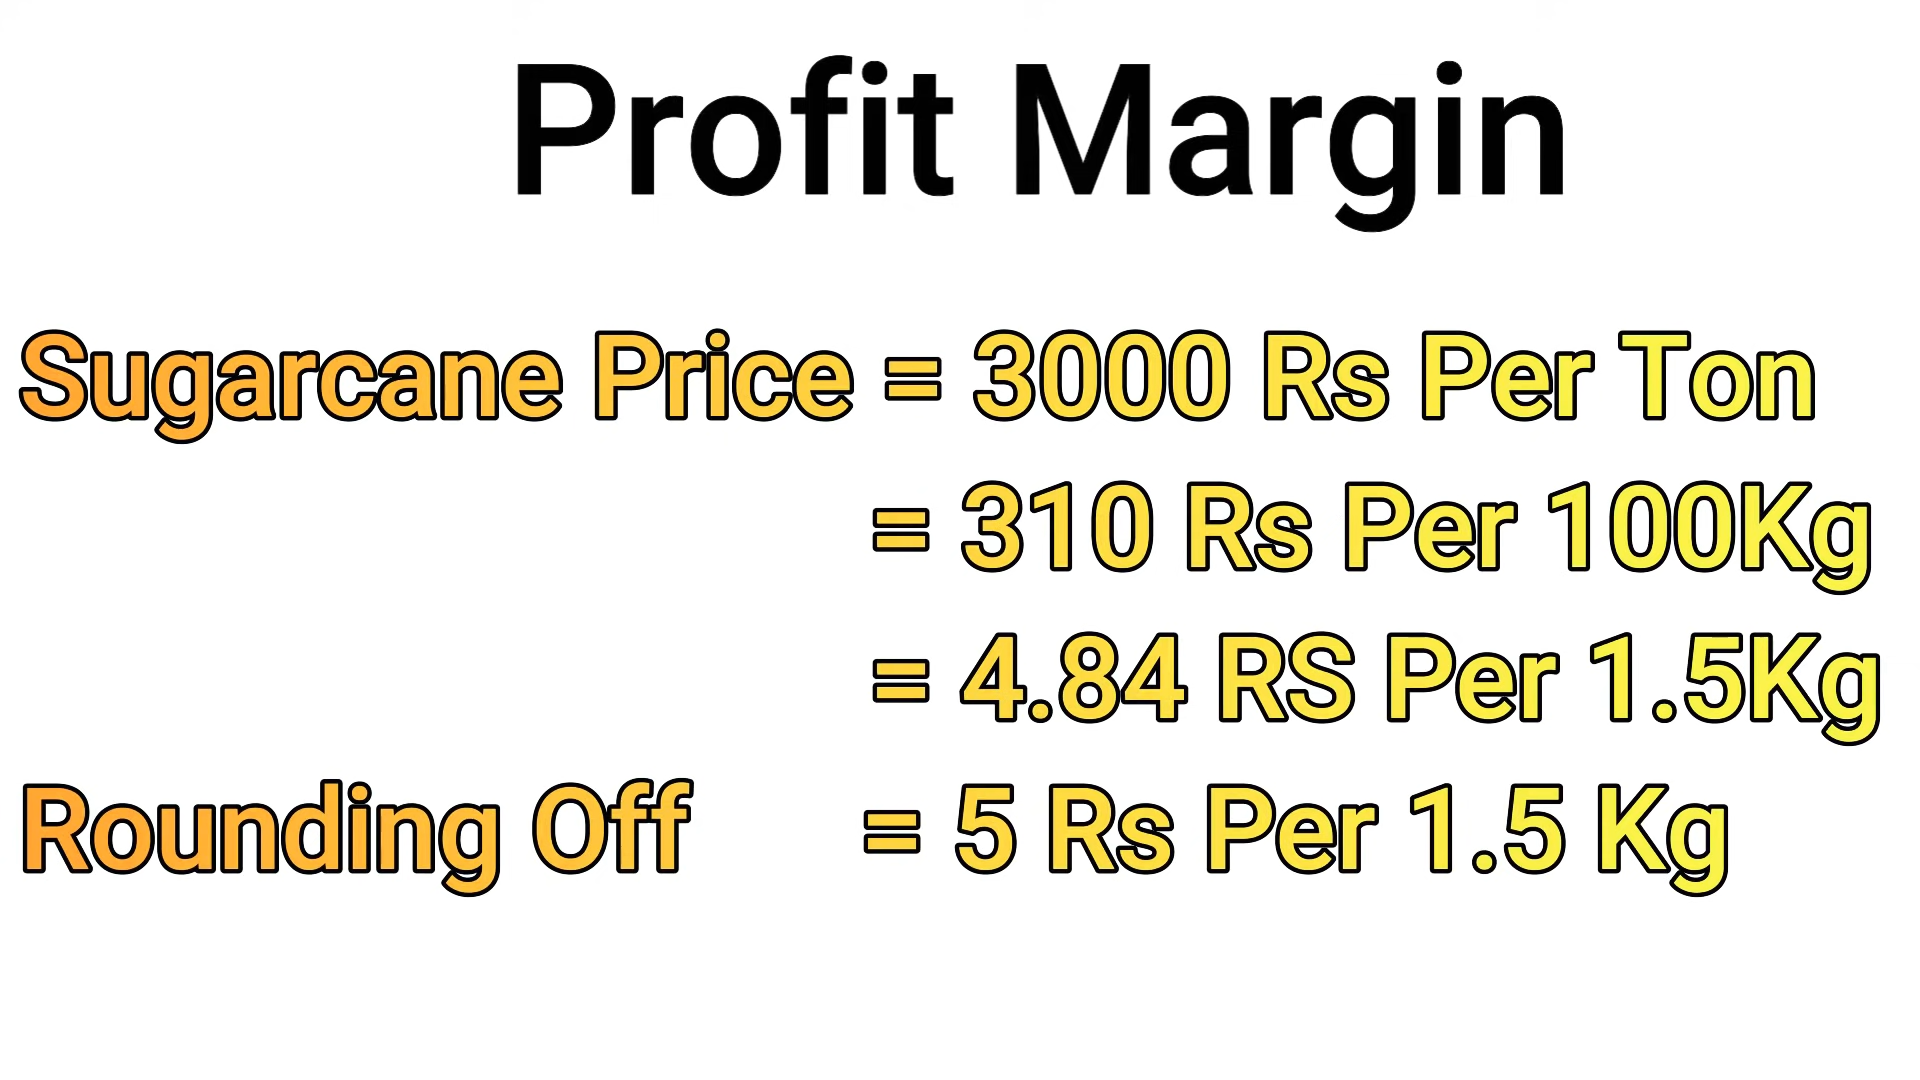 Profit Margin
Sugarcane Price = 3000 Rs Per Ton
= 310 Rs Per 100Kg
= 4.84 RS Per 1.5Kg
Rounding Off = 5 Rs Per 1.5 Kg